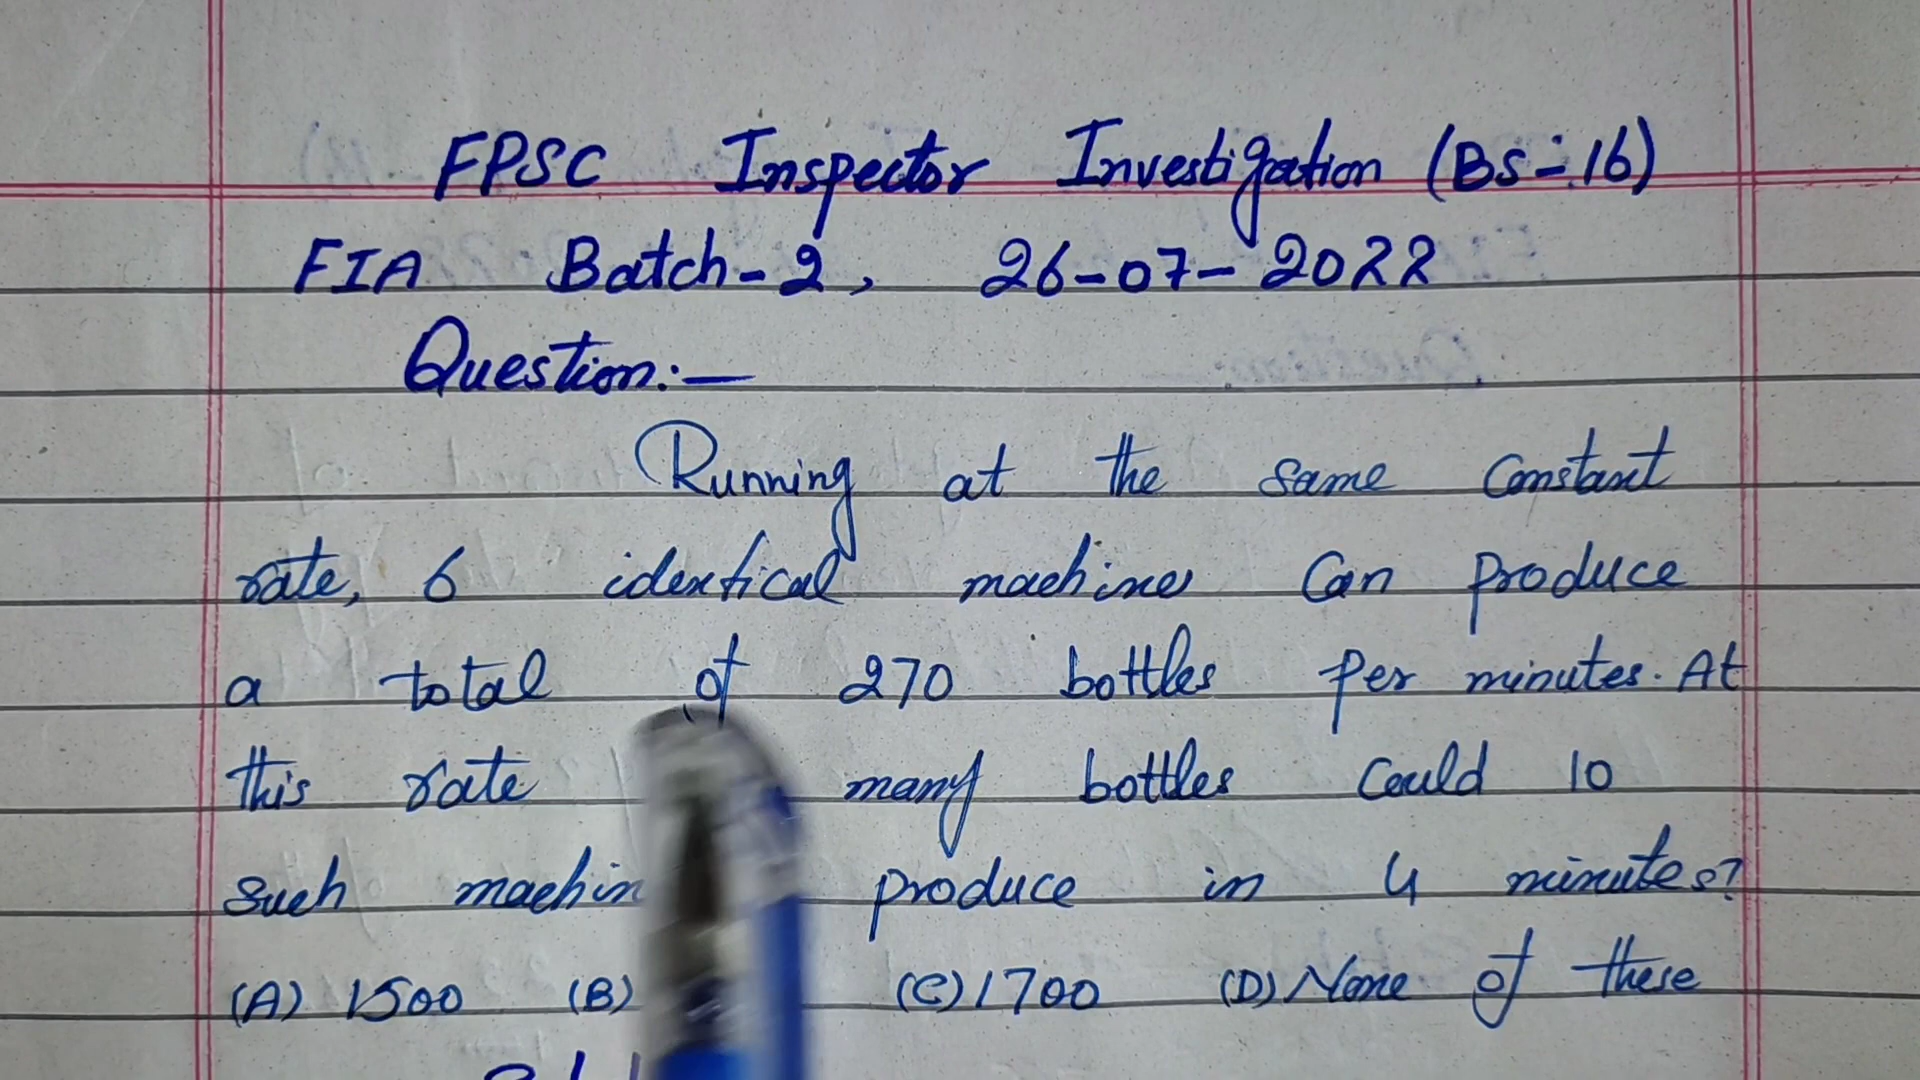 FPSC Inspector Investigation (BS-16)
FIA Batch-2, 26-07-2022
Question:-
Running at the same constant
rate, 6 identical machines can produce
a total of 270 bottles per minutes. At
this rate many bottles could 10
such machin produce in 4 minutes?
(A) 1500 (B) (C) 1700 (D) None of these